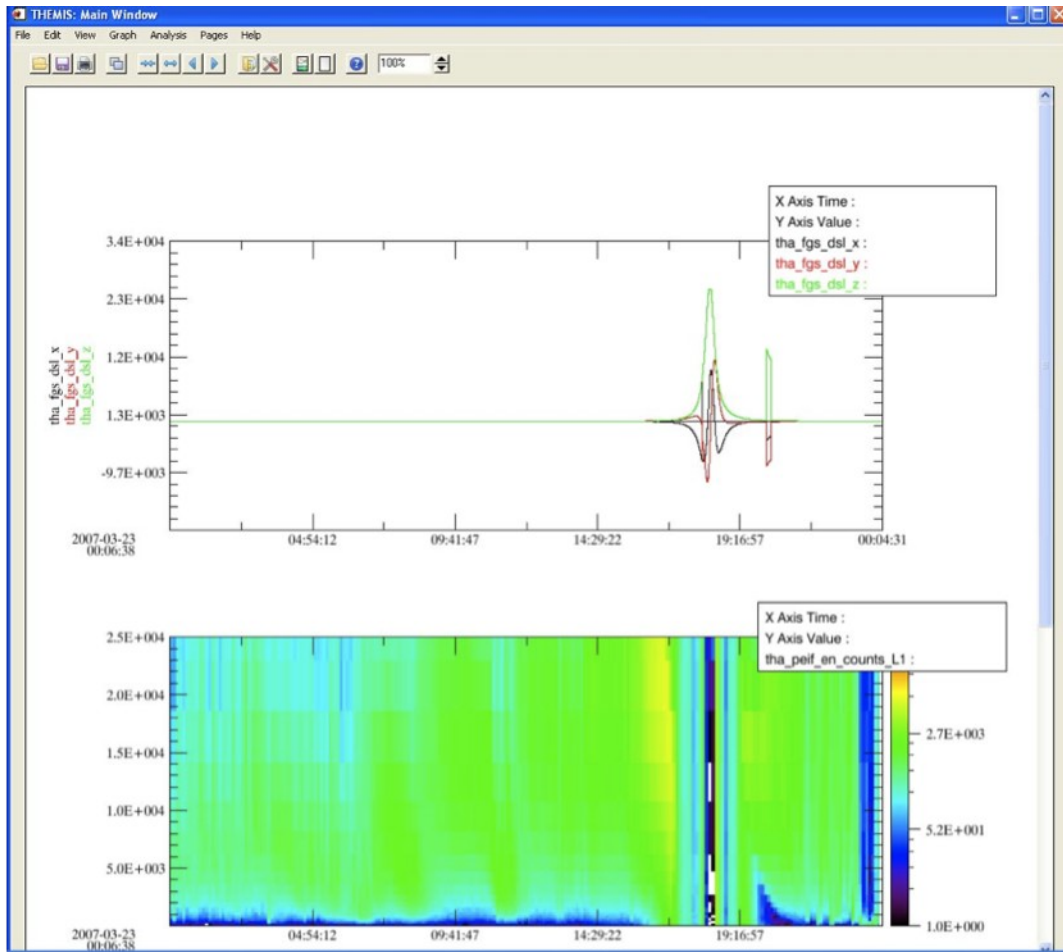 THEMIS: Main Window
File Edit View Graph Analysis Pages Help
100%
X Axis Time :
Y Axis Value :
tha_fgs_dsl_x :
tha_fgs_dsl_y :
tha_fgs_dsl_z :
3.4E+004
2.3E+004
1.2E+004
1.3E+003
-9.7E+003
tha_fgs_dsl_x
tha_fgs_dsl_y
tha_fgs_dsl_z
2007-03-23
00:06:38
04:54:12 09:41:47 14:29:22 19:16:57 00:04:31
X Axis Time :
Y Axis Value :
tha_peif_en_counts_L1 :
2.5E+004
2.0E+004
1.5E+004
1.0E+004
5.0E+003
2.7E+003
5.2E+001
1.0E+000
2007-03-23
00:06:38
04:54:12 09:41:47 14:29:22 19:16:57